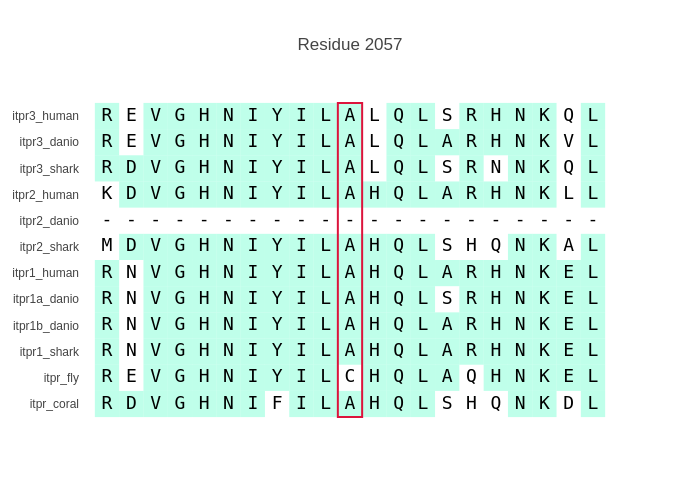 Residue 2057
itpr3_human R E V G H N I Y I L A L Q L S R H N K Q L
itpr3_danio R E V G H N I Y I L A L Q L A R H N K V L
itpr3_shark R D V G H N I Y I L A L Q L S R N N K Q L
itpr2_human K D V G H N I Y I L A H Q L A R H N K L L
itpr2_danio - - - - - - - - - - - - - - - - - - - - -
itpr2_shark M D V G H N I Y I L A H Q L S H Q N K A L
itpr1_human R N V G H N I Y I L A H Q L A R H N K E L
itpr1a_danio R N V G H N I Y I L A H Q L S R H N K E L
itpr1b_danio R N V G H N I Y I L A H Q L A R H N K E L
itpr1_shark R N V G H N I Y I L A H Q L A R H N K E L
itpr_fly R E V G H N I Y I L C H Q L A Q H N K E L
itpr_coral R D V G H N I F I L A H Q L S H Q N K D L